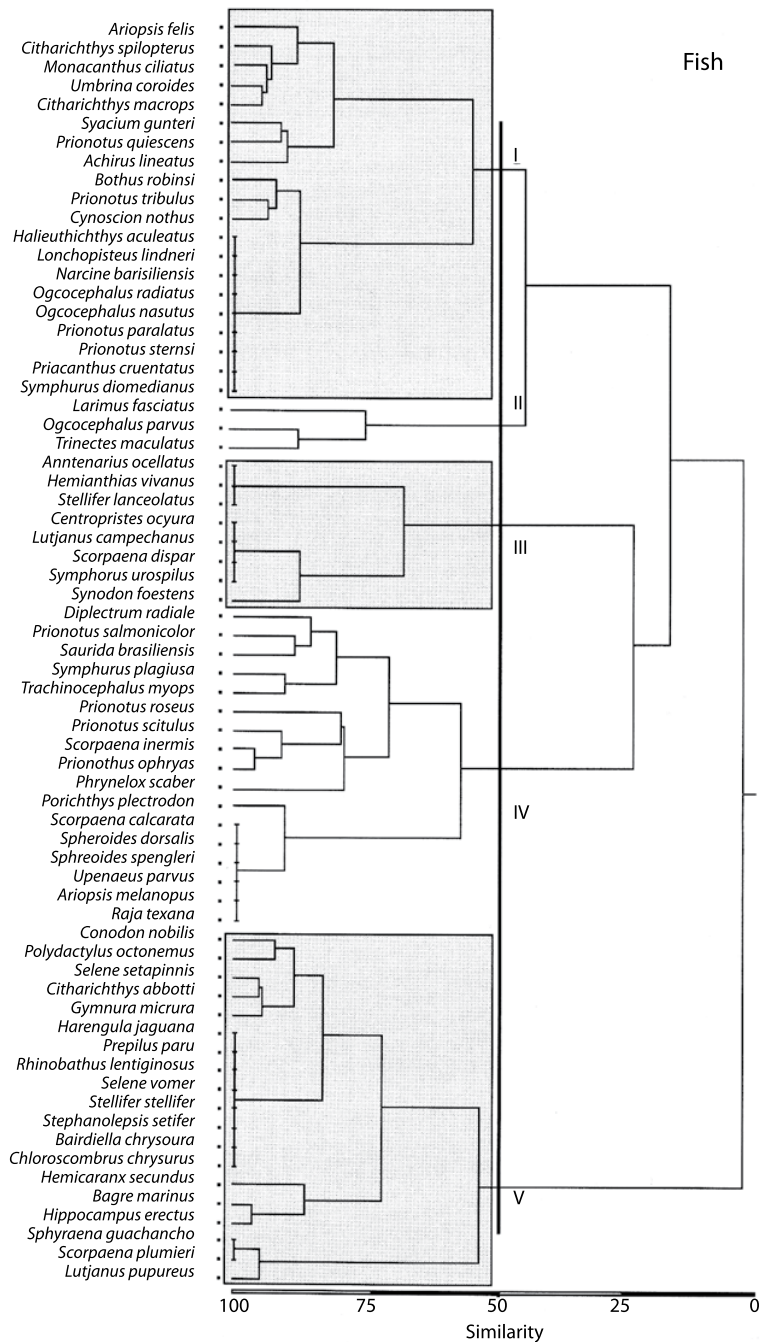 Fish
Ariopsis felis
Citharichthys spilopterus
Monacanthus ciliatus
Umbrina coroides
Citharichthys macrops
Syacium gunteri
Prionotus quiescens
Achirus lineatus
Bothus robinsi
Prionotus tribulus
Cynoscion nothus
Halieuthichthys aculeatus
Lonchopisteus lindneri
Narcine barisiliensis
Ogcocephalus radiatus
Ogcocephalus nasutus
Prionotus paralatus
Prionotus sternsi
Priacanthus cruentatus
Symphurus diomedianus
Larimus fasciatus
Ogcocephalus parvus
Trinectes maculatus
Anntenarius ocellatus
Hemianthias vivanus
Stellifer lanceolatus
Centropristes ocyura
Lutjanus campechanus
Scorpaena dispar
Symphorus urospilus
Synodon foestens
Diplectrum radiale
Prionotus salmonicolor
Saurida brasiliensis
Symphurus plagiusa
Trachinocephalus myops
Prionotus roseus
Prionotus scitulus
Scorpaena inermis
Prionothus ophryas
Phrynelox scaber
Porichthys plectrodon
Scorpaena calcarata
Spheroides dorsalis
Sphreoides spengleri
Upenaeus parvus
Ariopsis melanopus
Raja texana
Conodon nobilis
Polydactylus octonemus
Selene setapinnis
Citharichthys abbotti
Gymnura micrura
Harengula jaguana
Prepilus paru
Rhinobathus lentiginosus
Selene vomer
Stellifer stellifer
Stephanolepsis setifer
Bairdiella chrysoura
Chloroscombrus chrysurus
Hemicaranx secundus
Bagre marinus
Hippocampus erectus
Sphyraena guachancho
Scorpaena plumieri
Lutjanus pupureus
I
II
III
IV
V
100 75 50 25 0
Similarity